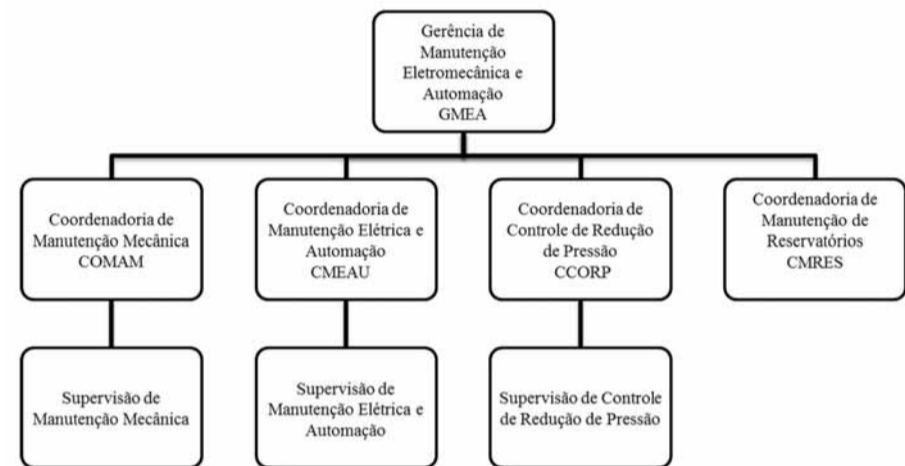 Gerência de
Manutenção
Eletromecânica e
Automação
GMEA
Coordenadoria de
Manutenção Mecânica
COMAM
Coordenadoria de
Manutenção Elétrica e
Automação
CMEAU
Coordenadoria de
Controle de Redução
de Pressão
CCORP
Coordenadoria de
Manutenção de
Reservatórios
CMRES
Supervisão de
Manutenção Mecânica
Supervisão de
Manutenção Elétrica e
Automação
Supervisão de Controle
de Redução de Pressão